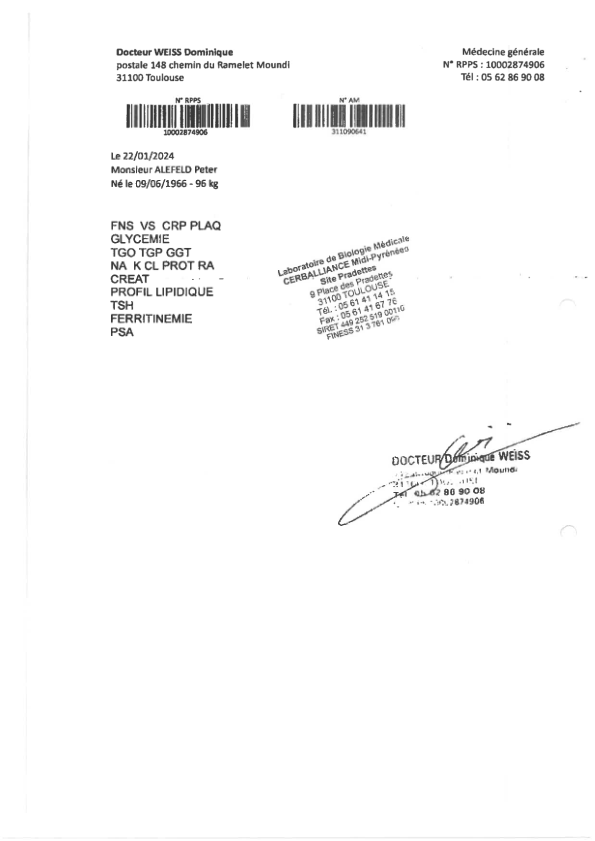 Docteur WEISS Dominique
postale 148 chemin du Ramelet Moundi
31100 Toulouse
Médecine générale
N° RPPS : 10002874906
Tél : 05 62 86 90 08
N° RPPS
10002874906
N° AM
311090641
Le 22/01/2024
Monsieur ALEFELD Peter
Né le 09/06/1966 - 96 kg
FNS VS CRP PLAQ
GLYCEMIE
TGO TGP GGT
NA K CL PROT RA
CREAT
PROFIL LIPIDIQUE
TSH
FERRITINEMIE
PSA
Laboratoire de Biologie Médicale
CERBALLIANCE Midi-Pyrénées
Site Pradettes
9 Place des Pradettes
31100 TOULOUSE
Tél. : 05 61 41 14 15
Fax : 05 61 41 67 76
SIRET 449 252 519 00110
FINESS 31 3 781
DOCTEUR Dominique WEISS
Moundi
Tél 05 62 86 90 08
2874906